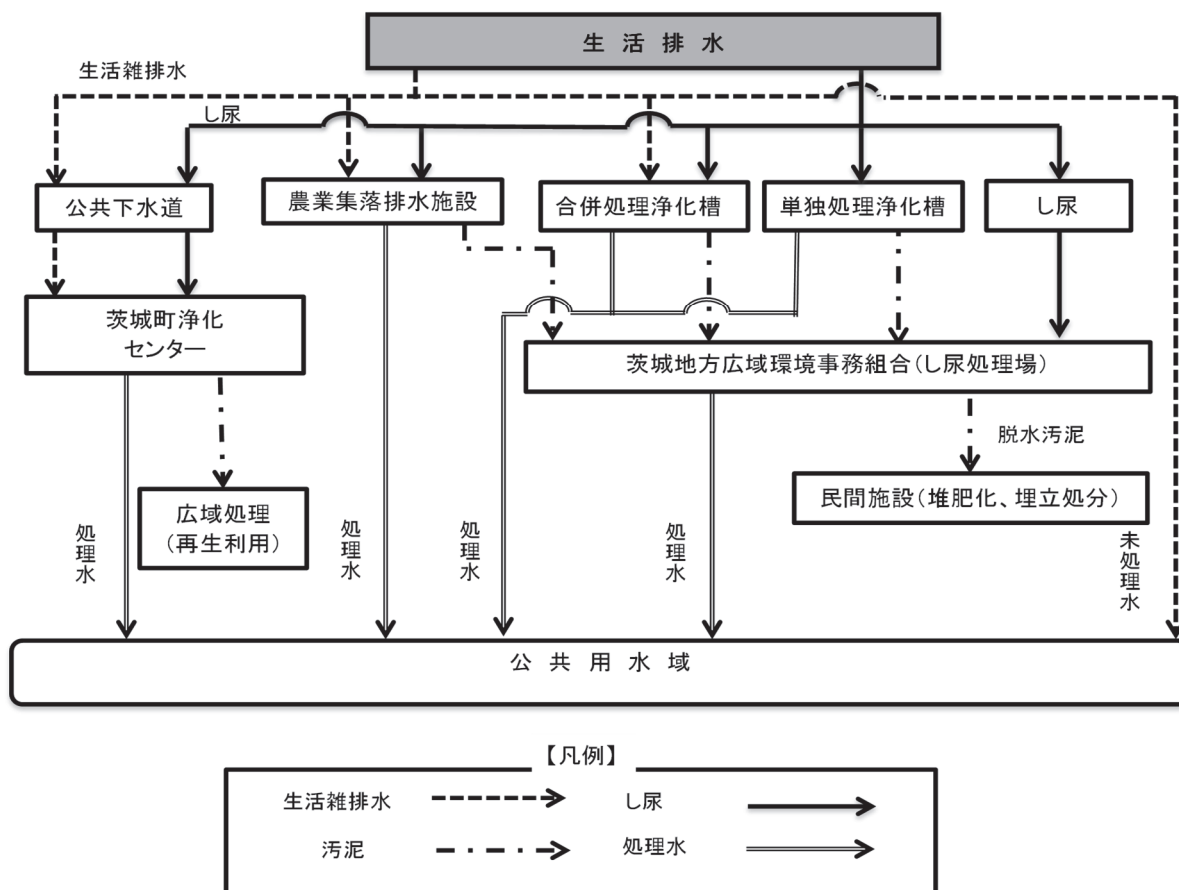 生活排水
生活雑排水
し尿
公共下水道
農業集落排水施設
合併処理浄化槽
単独処理浄化槽
し尿
茨城町浄化
センター
茨城地方広域環境事務組合(し尿処理場)
脱水汚泥
広域処理
(再生利用)
民間施設(堆肥化、埋立処分)
処理水
処理水
処理水
処理水
未処理水
公共用水域
【凡例】
生活雑排水
し尿
汚泥
処理水